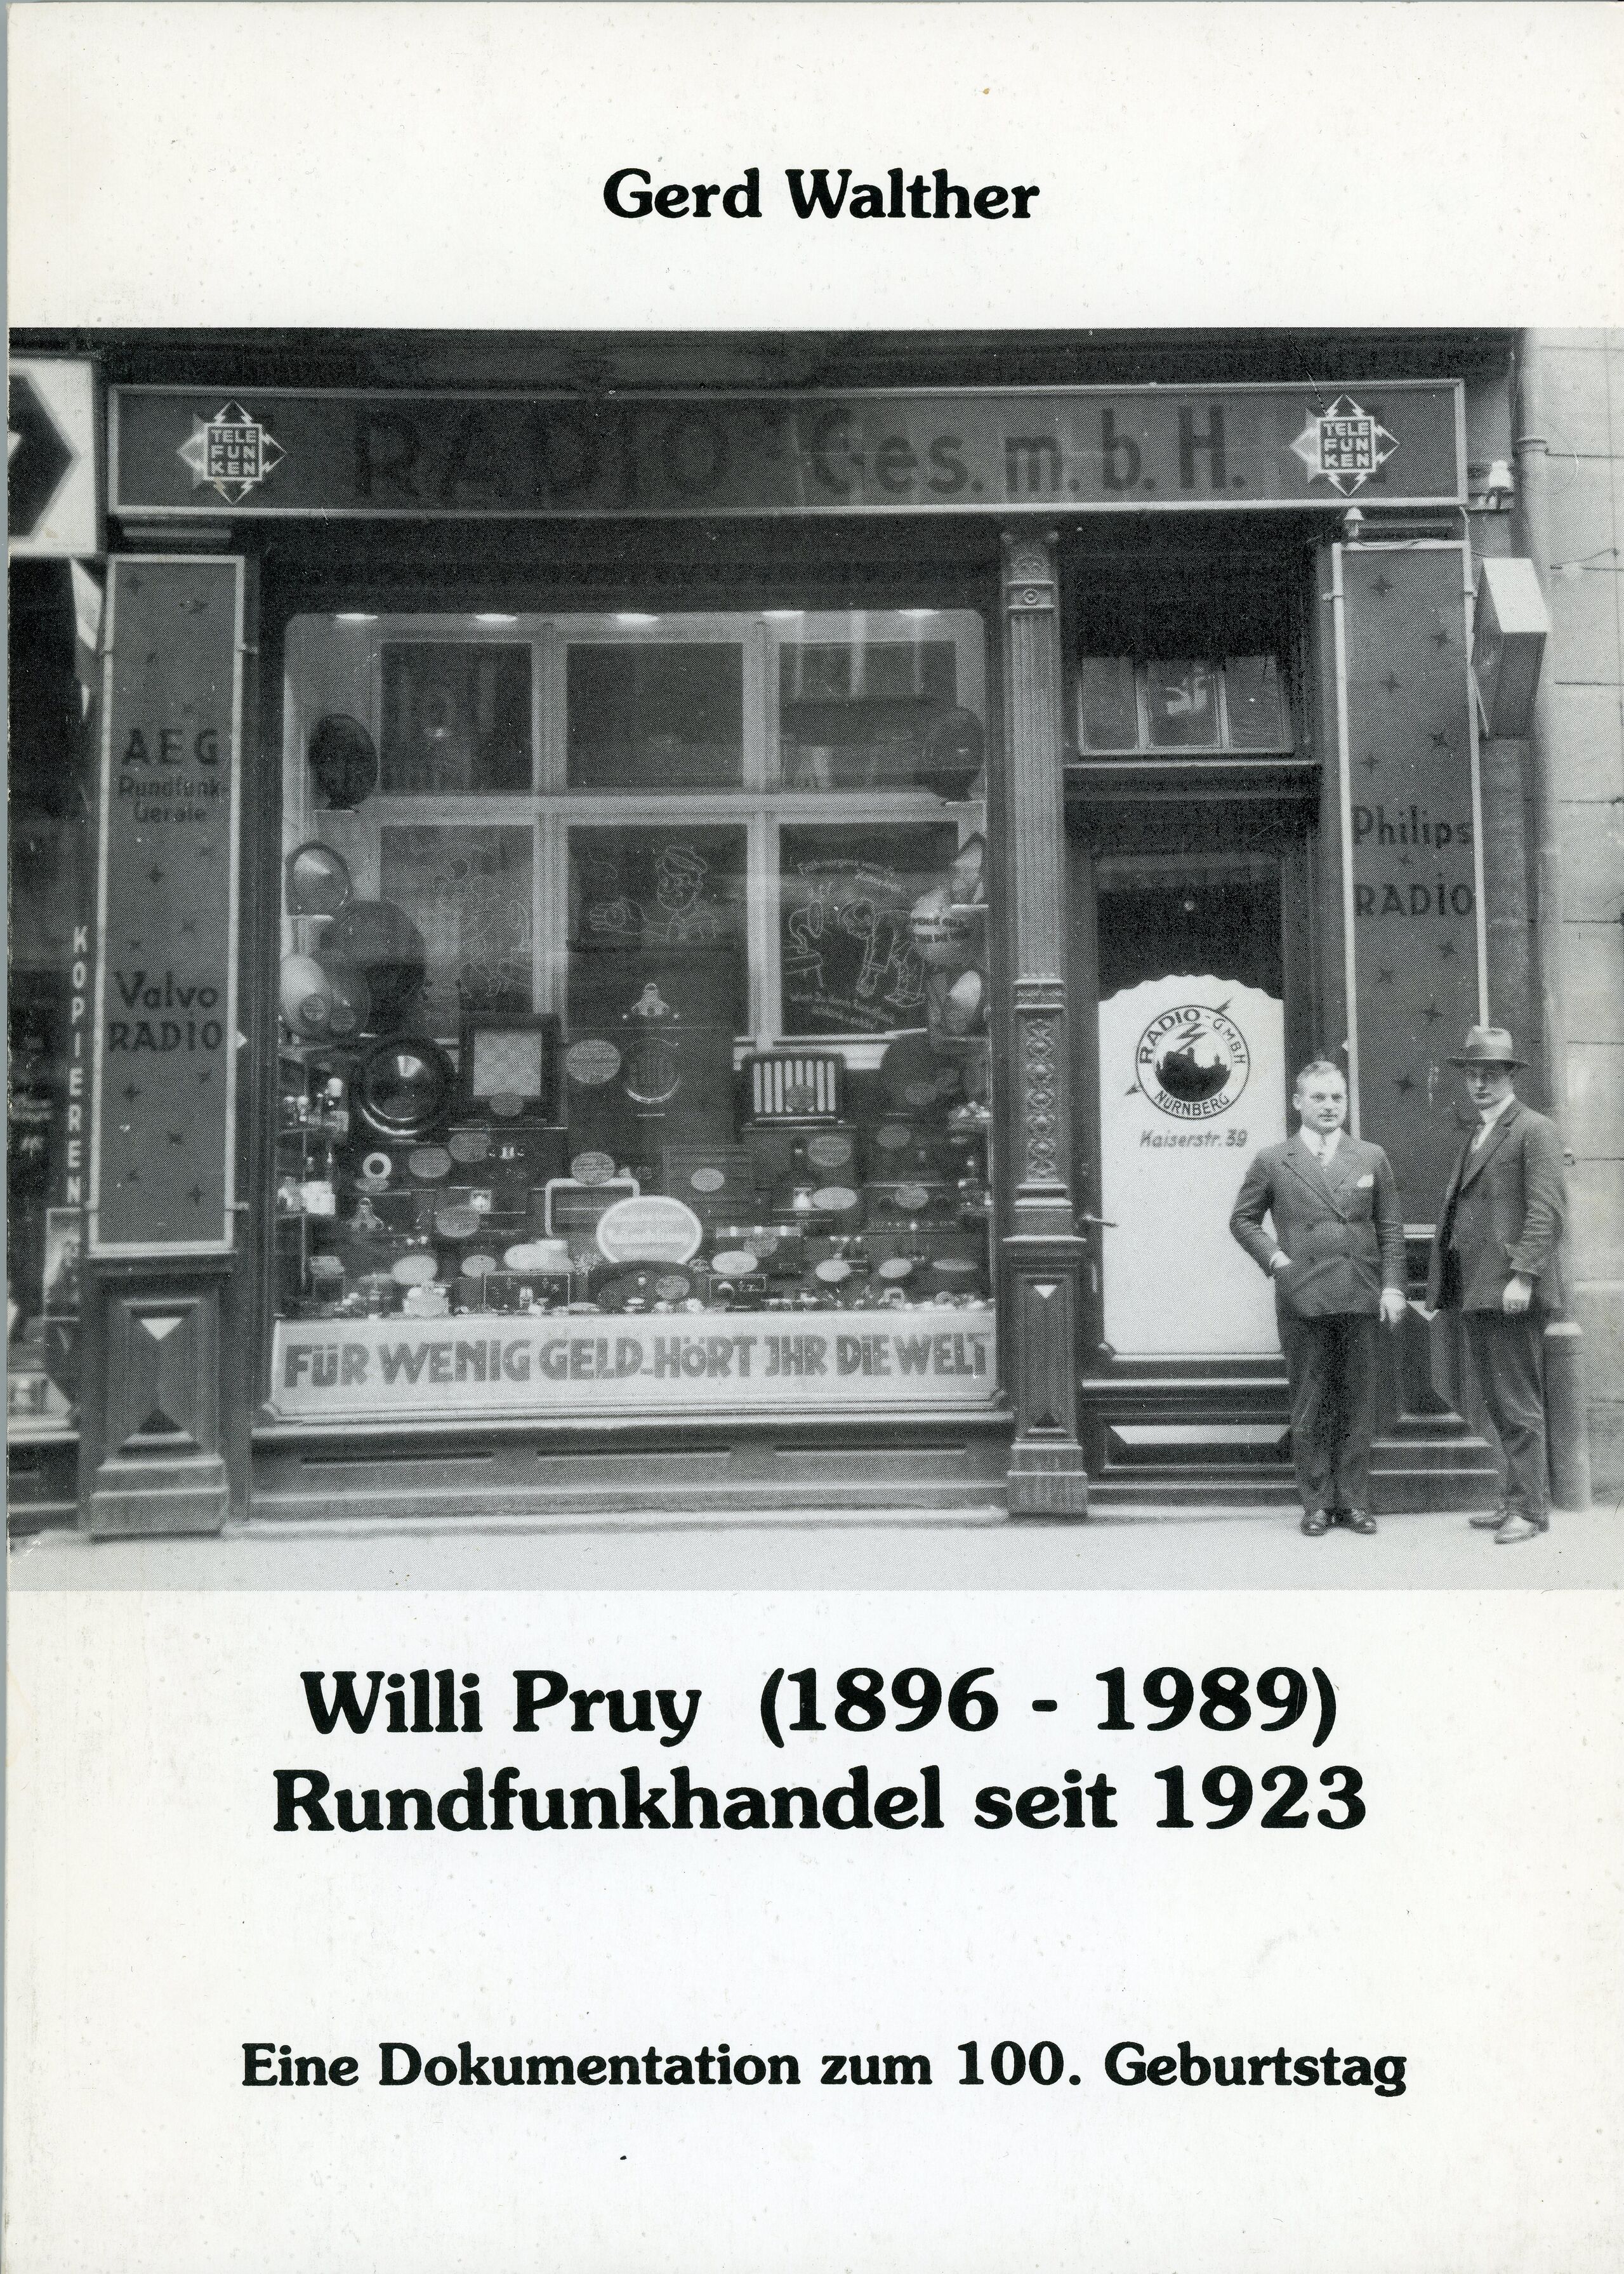 Gerd Walther
TELE
FUN
KEN
RADIO Ges.m.b.H.
TELE
FUN
KEN
AEG
Rundfunk-
Geräte
Valvo
RADIO
KOPIEREN
Philips
RADIO
RADIO-GMBH
NÜRNBERG
Kaiserstr. 39
FÜR WENIG GELD-HÖRT JHR DIE WELT
Willi Pruy (1896 - 1989)
Rundfunkhandel seit 1923
Eine Dokumentation zum 100. Geburtstag